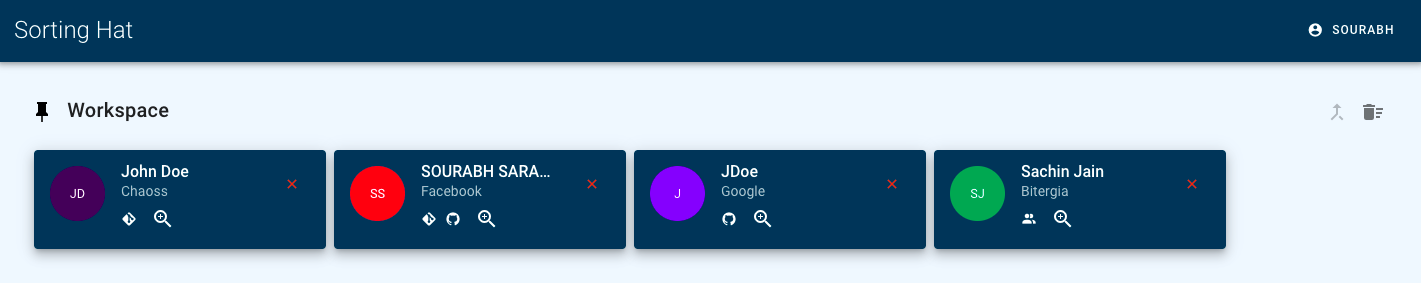 Sorting Hat
SOURABH
Workspace
JD
John Doe
Chaoss
SS
SOURABH SARA...
Facebook
J
JDoe
Google
SJ
Sachin Jain
Bitergia